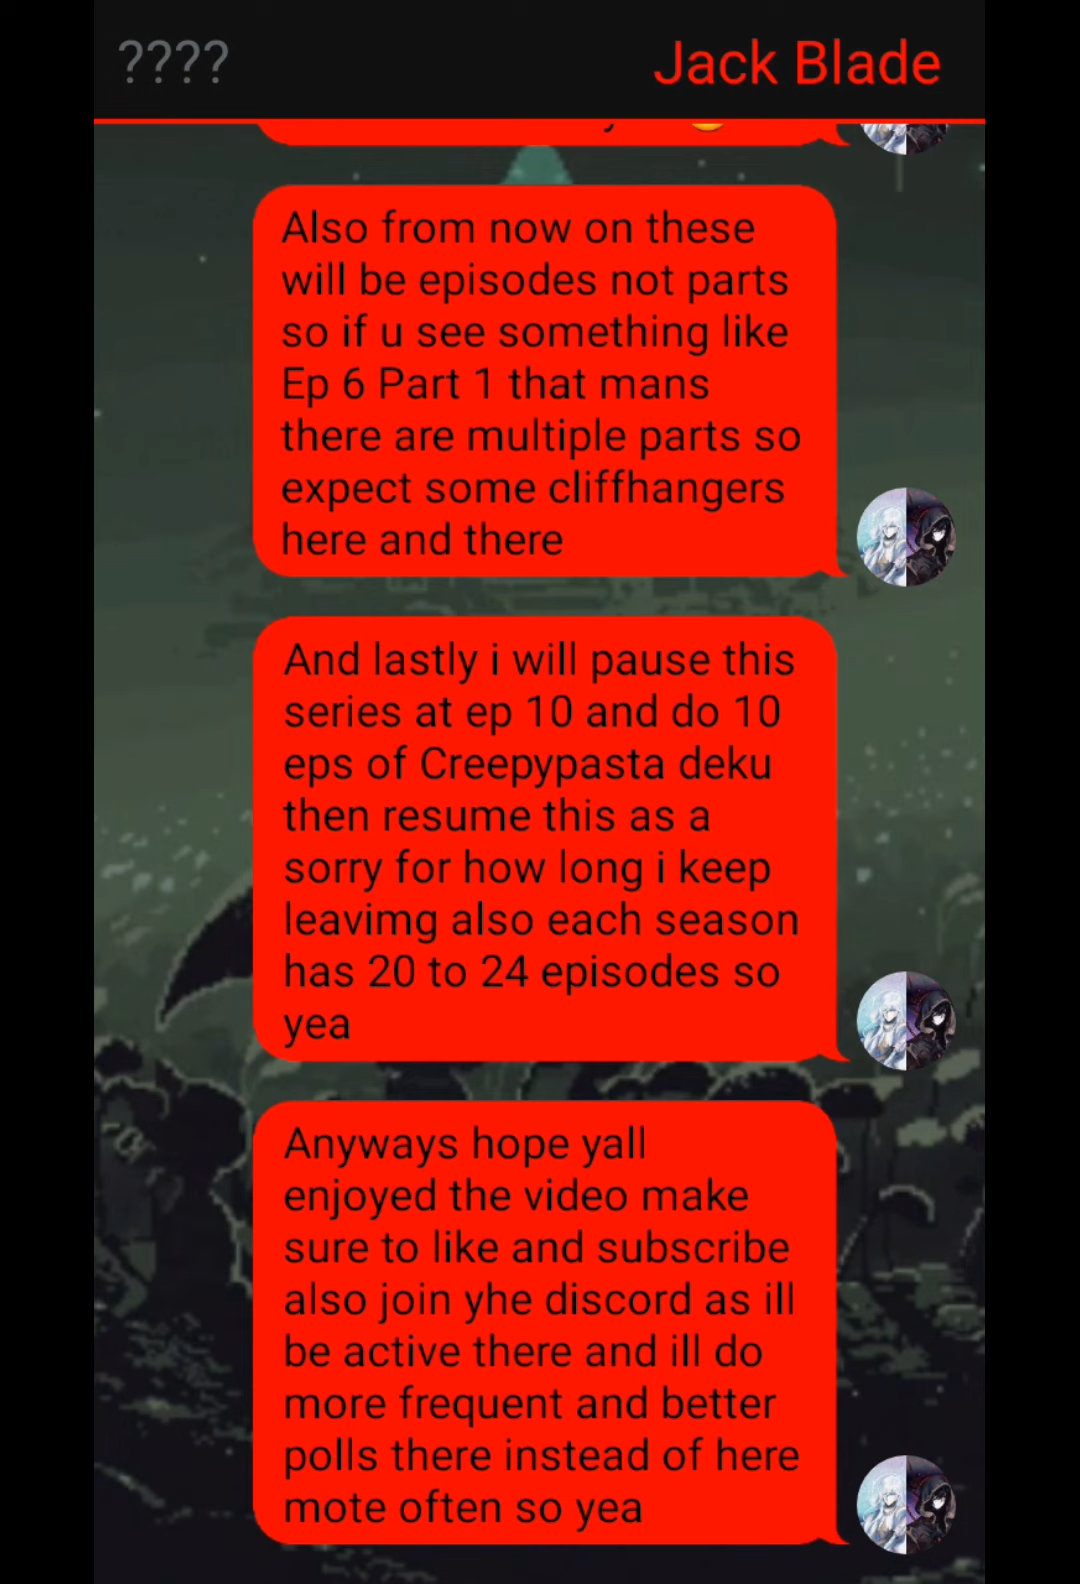 ????
Jack Blade
Also from now on these
will be episodes not parts
so if u see something like
Ep 6 Part 1 that mans
there are multiple parts so
expect some cliffhangers
here and there
And lastly i will pause this
series at ep 10 and do 10
eps of Creepypasta deku
then resume this as a
sorry for how long i keep
leavimg also each season
has 20 to 24 episodes so
yea
Anyways hope yall
enjoyed the video make
sure to like and subscribe
also join yhe discord as ill
be active there and ill do
more frequent and better
polls there instead of here
mote often so yea